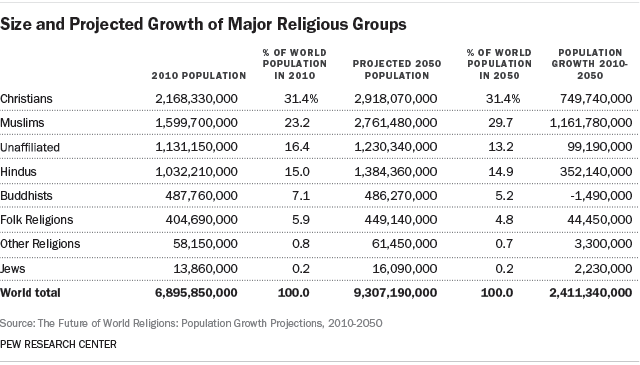 Size and Projected Growth of Major Religious Groups
2010 POPULATION % OF WORLD POPULATION IN 2010 PROJECTED 2050 POPULATION % OF WORLD POPULATION IN 2050 POPULATION GROWTH 2010-2050
Christians 2,168,330,000 31.4% 2,918,070,000 31.4% 749,740,000
Muslims 1,599,700,000 23.2 2,761,480,000 29.7 1,161,780,000
Unaffiliated 1,131,150,000 16.4 1,230,340,000 13.2 99,190,000
Hindus 1,032,210,000 15.0 1,384,360,000 14.9 352,140,000
Buddhists 487,760,000 7.1 486,270,000 5.2 -1,490,000
Folk Religions 404,690,000 5.9 449,140,000 4.8 44,450,000
Other Religions 58,150,000 0.8 61,450,000 0.7 3,300,000
Jews 13,860,000 0.2 16,090,000 0.2 2,230,000
World total 6,895,850,000 100.0 9,307,190,000 100.0 2,411,340,000
Source: The Future of World Religions: Population Growth Projections, 2010-2050
PEW RESEARCH CENTER